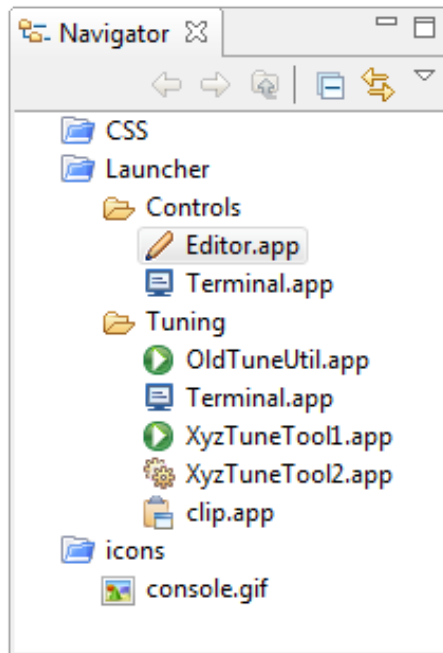 Navigator
CSS
Launcher
Controls
Editor.app
Terminal.app
Tuning
OldTuneUtil.app
Terminal.app
XyzTuneTool1.app
XyzTuneTool2.app
clip.app
icons
console.gif